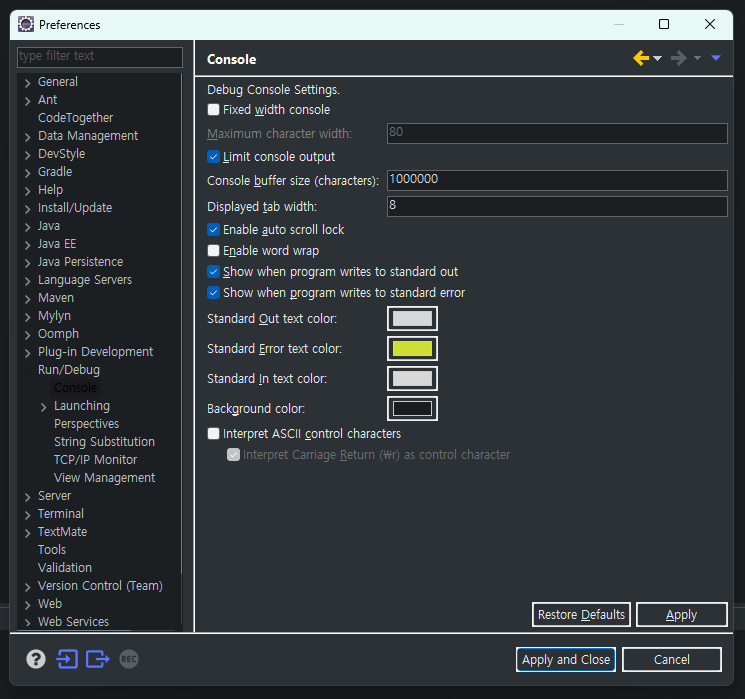 Preferences
type filter text
General
Ant
CodeTogether
Data Management
DevStyle
Gradle
Help
Install/Update
Java
Java EE
Java Persistence
Language Servers
Maven
Mylyn
Oomph
Plug-in Development
Run/Debug
Console
Launching
Perspectives
String Substitution
TCP/IP Monitor
View Management
Server
Terminal
TextMate
Tools
Validation
Version Control (Team)
Web
Web Services
Console
Debug Console Settings.
Fixed width console
Maximum character width: 80
Limit console output
Console buffer size (characters): 1000000
Displayed tab width: 8
Enable auto scroll lock
Enable word wrap
Show when program writes to standard out
Show when program writes to standard error
Standard Out text color:
Standard Error text color:
Standard In text color:
Background color:
Interpret ASCII control characters
Interpret Carriage Return (₩r) as control character
Restore Defaults Apply
? REC Apply and Close Cancel